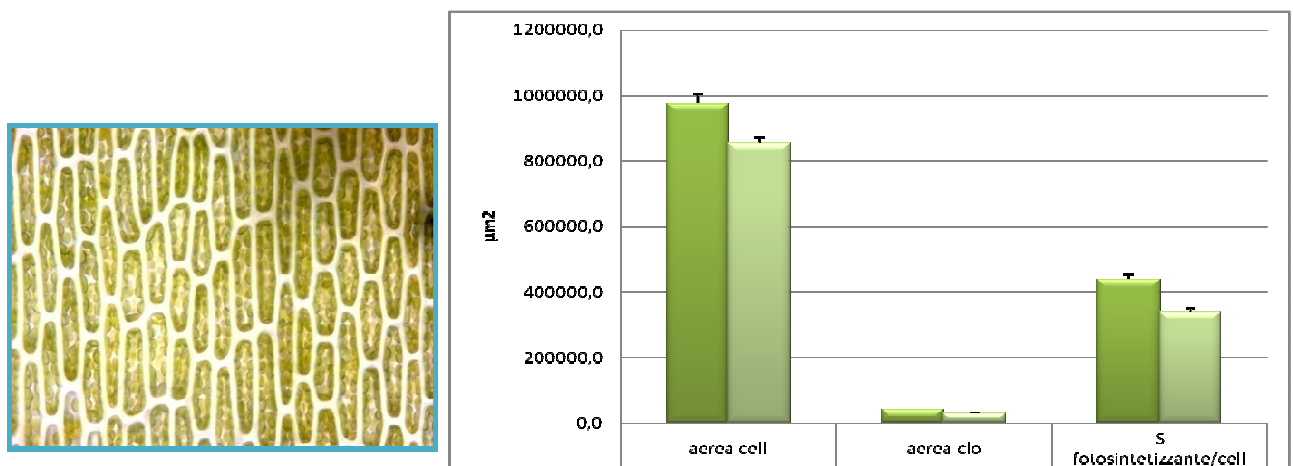 1200000,0
1000000,0
800000,0
600000,0
400000,0
200000,0
0,0
µm2
aerea cell
aerea clo
S
fotosintetizzante/cell